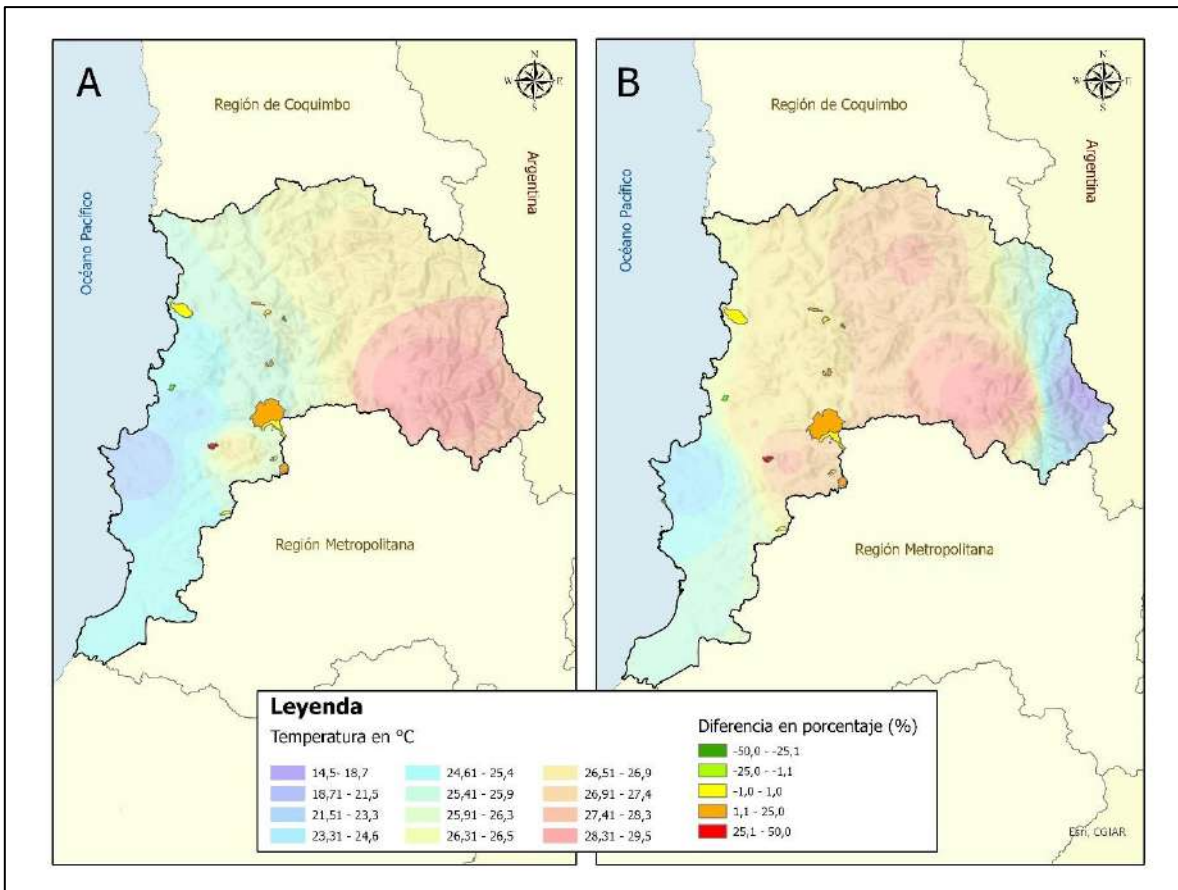 A
N
W
E
S
Región de Coquimbo
Océano Pacífico
Argentina
Región Metropolitana
B
N
W
E
S
Región de Coquimbo
Océano Pacífico
Argentina
Región Metropolitana
Leyenda
Temperatura en °C
14,5- 18,7
18,71 - 21,5
21,51 - 23,3
23,31 - 24,6
24,61 - 25,4
25,41 - 25,9
25,91 - 26,3
26,31 - 26,5
26,51 - 26,9
26,91 - 27,4
27,41 - 28,3
28,31 - 29,5
Diferencia en porcentaje (%)
-50,0 - -25,1
-25,0 - -1,1
-1,0 - 1,0
1,1 - 25,0
25,1 - 50,0
Esri, CGIAR